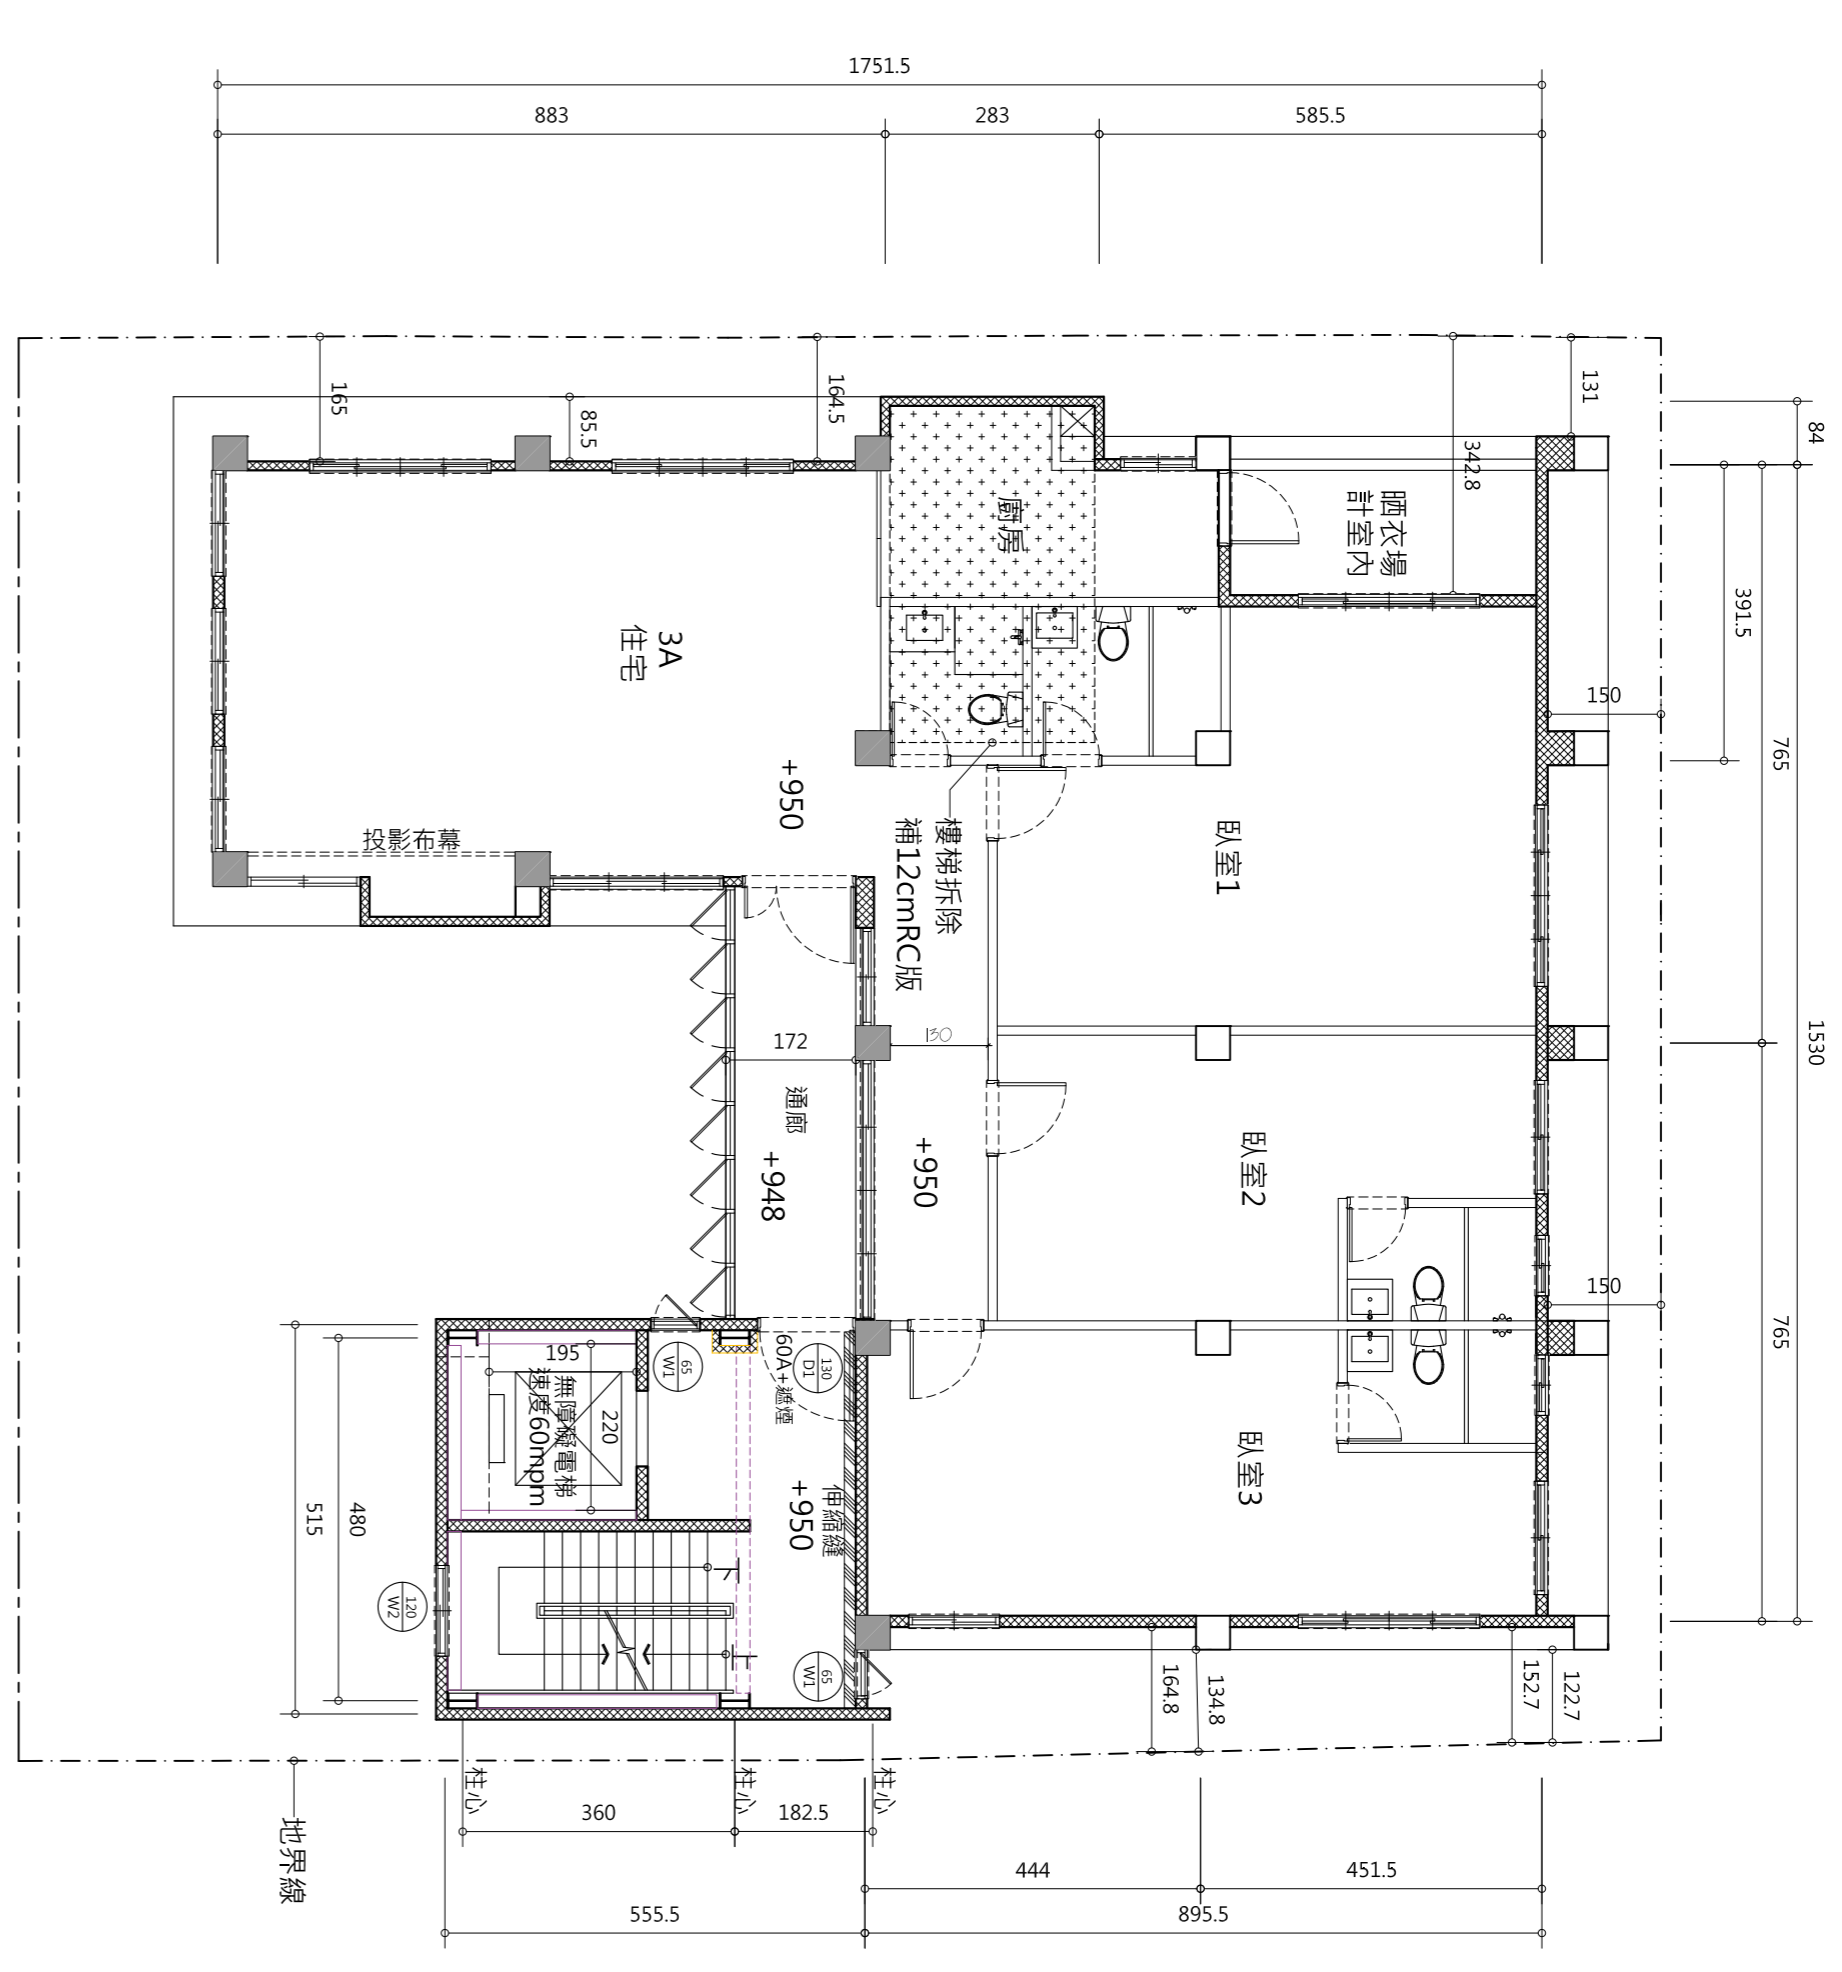 1751.5
883
283
585.5
165
85.5
164.5
342.8
131
84
廚房
晒衣場
計室內
391.5
3A
住宅
150
765
+950
投影布幕
樓梯拆除
補12cmRC版
臥室1
172
130
1530
通廊
+948
+950
臥室2
150
765
195
無障礙電梯
速度60mpm
220
65
W1
60A+遮煙
130
D1
伸縮縫
+950
臥室3
515
480
120
W2
下
上
65
W1
164.8
134.8
152.7
122.7
柱心
柱心
柱心
360
182.5
地界線
444
451.5
555.5
895.5